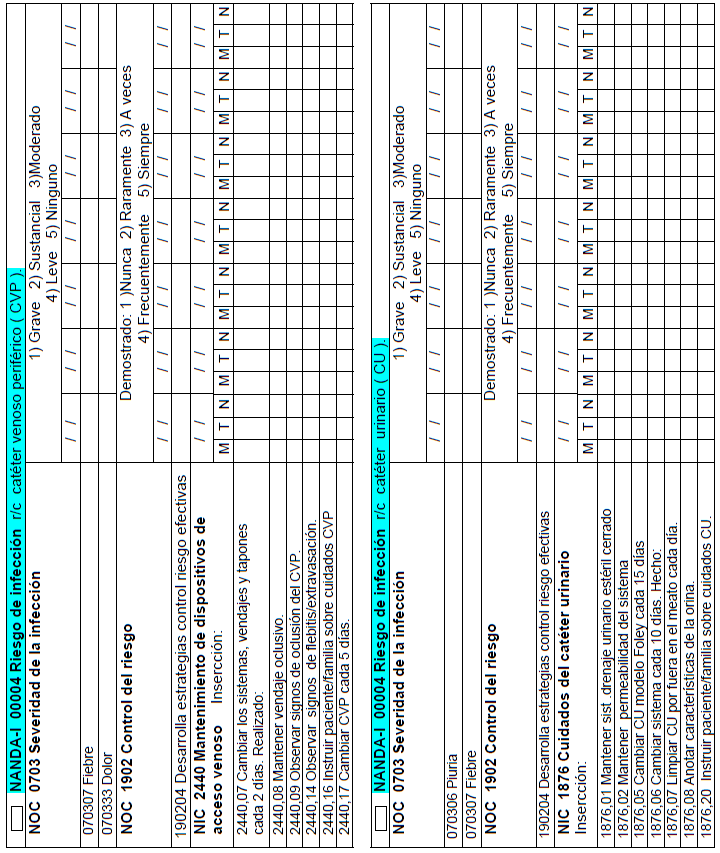 NANDA-I 00004 Riesgo de infección r/c catéter venoso periférico ( CVP ).
NOC 0703 Severidad de la infección
1) Grave 2) Sustancial 3)Moderado
4) Leve 5) Ninguno
/ / / / / / / / / / / / / /
070307 Fiebre
070333 Dolor
NOC 1902 Control del riesgo
Demostrado: 1 )Nunca 2) Raramente 3) A veces
4) Frecuentemente 5) Siempre
/ / / / / / / / / / / / / /
190204 Desarrolla estrategias control riesgo efectivas
NIC 2440 Mantenimiento de dispositivos de
acceso venoso Insercción:
/ / / / / / / / / / / / / /
M T N M T N M T N M T N M T N M T N M T N
2440,07 Cambiar los sistemas, vendajes y tapones
cada 2 días. Realizado:
2440,08 Mantener vendaje oclusivo.
2440,09 Observar signos de oclusión del CVP.
2440,14 Observar signos de flebitis/extravasación.
2440,16 Instruir paciente/familia sobre cuidados CVP
2440,17 Cambiar CVP cada 5 días.
NANDA-I 00004 Riesgo de infección r/c catéter urinario ( CU ).
NOC 0703 Severidad de la infección
1) Grave 2) Sustancial 3)Moderado
4) Leve 5) Ninguno
/ / / / / / / / / / / / / /
070306 Piuria
070307 Fiebre
NOC 1902 Control del riesgo
Demostrado: 1 )Nunca 2) Raramente 3) A veces
4) Frecuentemente 5) Siempre
/ / / / / / / / / / / / / /
190204 Desarrolla estrategias control riesgo efectivas
NIC 1876 Cuidados del catéter urinario
Insercción:
/ / / / / / / / / / / / / /
M T N M T N M T N M T N M T N M T N M T N
1876,01 Mantener sist .drenaje urinario estéril cerrado
1876,02 Mantener permeabilidad del sistema
1876,05 Cambiar CU modelo Foley cada 15 días
1876,06 Cambiar sistema cada 10 días. Hecho:
1876,07 Limpiar CU por fuera en el meato cada día.
1876,08 Anotar características de la orina.
1876,20 Instruir paciente/familia sobre cuidados CU.